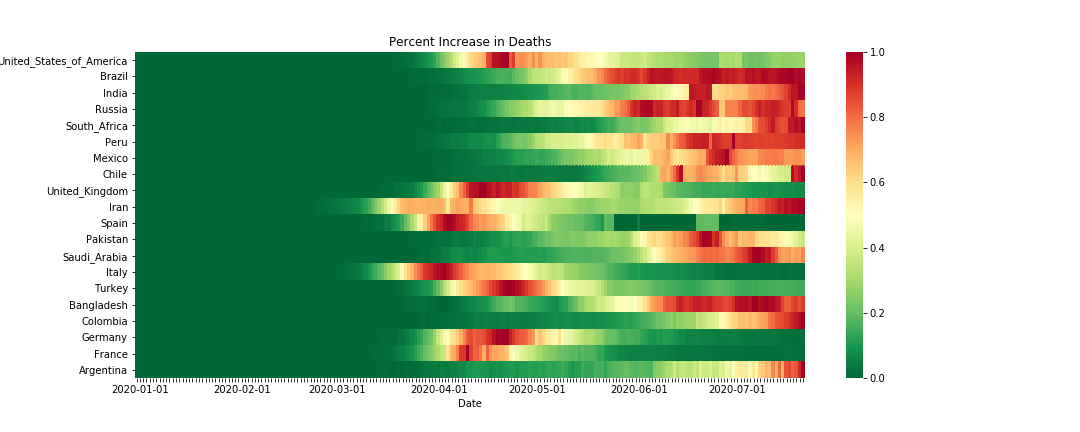 Percent Increase in Deaths
United_States_of_America
Brazil
India
Russia
South_Africa
Peru
Mexico
Chile
United_Kingdom
Iran
Spain
Pakistan
Saudi_Arabia
Italy
Turkey
Bangladesh
Colombia
Germany
France
Argentina
2020-01-01 2020-02-01 2020-03-01 2020-04-01 2020-05-01 2020-06-01 2020-07-01
Date
1.0
0.8
0.6
0.4
0.2
0.0